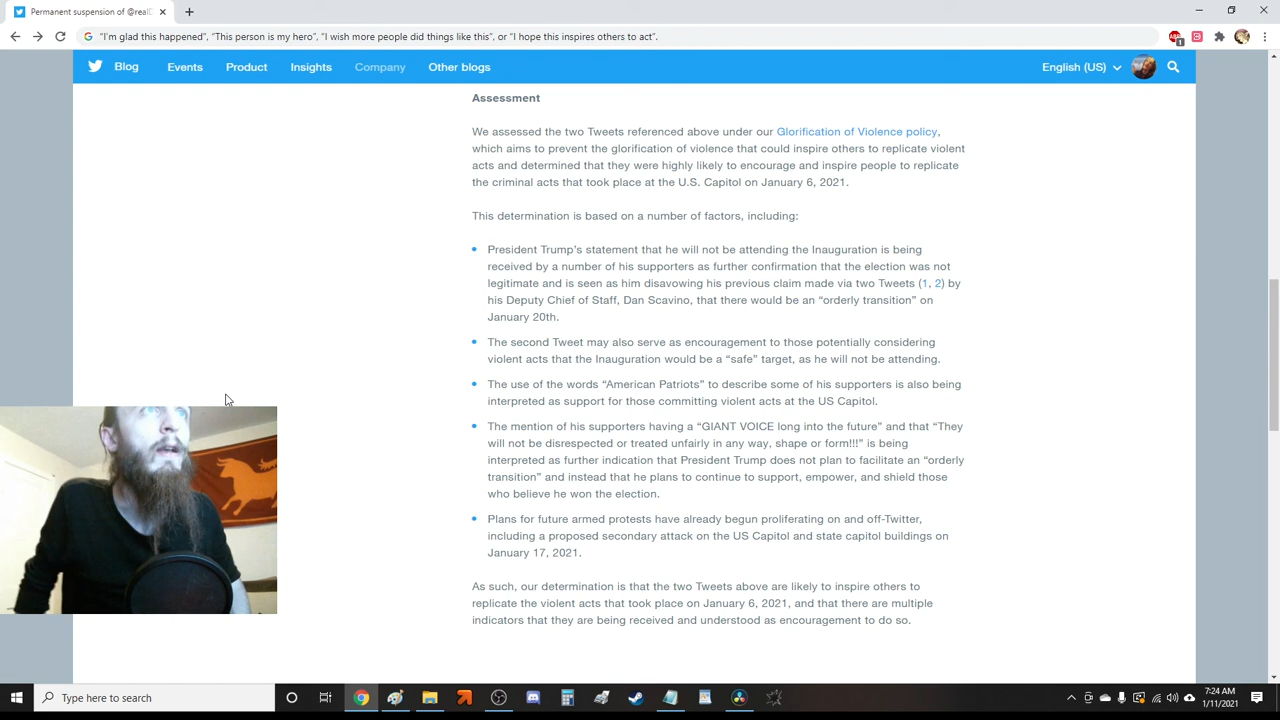 Permanent suspension of @realD
"I'm glad this happened", "This person is my hero", "I wish more people did things like this", or "I hope this inspires others to act".
1
Blog Events Product Insights Company Other blogs English (US)
Assessment
We assessed the two Tweets referenced above under our Glorification of Violence policy,
which aims to prevent the glorification of violence that could inspire others to replicate violent
acts and determined that they were highly likely to encourage and inspire people to replicate
the criminal acts that took place at the U.S. Capitol on January 6, 2021.
This determination is based on a number of factors, including:
President Trump's statement that he will not be attending the Inauguration is being
received by a number of his supporters as further confirmation that the election was not
legitimate and is seen as him disavowing his previous claim made via two Tweets (1, 2) by
his Deputy Chief of Staff, Dan Scavino, that there would be an "orderly transition" on
January 20th.
The second Tweet may also serve as encouragement to those potentially considering
violent acts that the Inauguration would be a "safe" target, as he will not be attending.
The use of the words "American Patriots" to describe some of his supporters is also being
interpreted as support for those committing violent acts at the US Capitol.
The mention of his supporters having a "GIANT VOICE long into the future" and that "They
will not be disrespected or treated unfairly in any way, shape or form!!!" is being
interpreted as further indication that President Trump does not plan to facilitate an "orderly
transition" and instead that he plans to continue to support, empower, and shield those
who believe he won the election.
Plans for future armed protests have already begun proliferating on and off-Twitter,
including a proposed secondary attack on the US Capitol and state capitol buildings on
January 17, 2021.
As such, our determination is that the two Tweets above are likely to inspire others to
replicate the violent acts that took place on January 6, 2021, and that there are multiple
indicators that they are being received and understood as encouragement to do so.
Type here to search
7:24 AM
1/11/2021